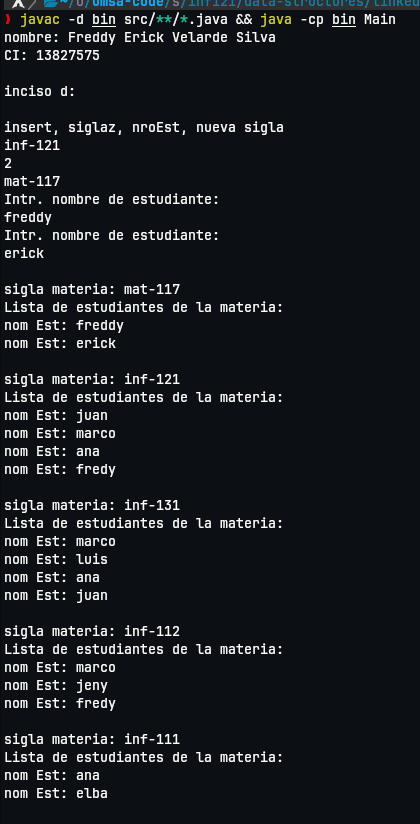 ~/U/umsa-code/s/inf121/data-structures/linked
❱ javac -d bin src/**/*.java && java -cp bin Main
nombre: Freddy Erick Velarde Silva
CI: 13827575
inciso d:
insert, siglaz, nroEst, nueva sigla
inf-121
2
mat-117
Intr. nombre de estudiante:
freddy
Intr. nombre de estudiante:
erick
sigla materia: mat-117
Lista de estudiantes de la materia:
nom Est: freddy
nom Est: erick
sigla materia: inf-121
Lista de estudiantes de la materia:
nom Est: juan
nom Est: marco
nom Est: ana
nom Est: fredy
sigla materia: inf-131
Lista de estudiantes de la materia:
nom Est: marco
nom Est: luis
nom Est: ana
nom Est: juan
sigla materia: inf-112
Lista de estudiantes de la materia:
nom Est: marco
nom Est: jeny
nom Est: fredy
sigla materia: inf-111
Lista de estudiantes de la materia:
nom Est: ana
nom Est: elba